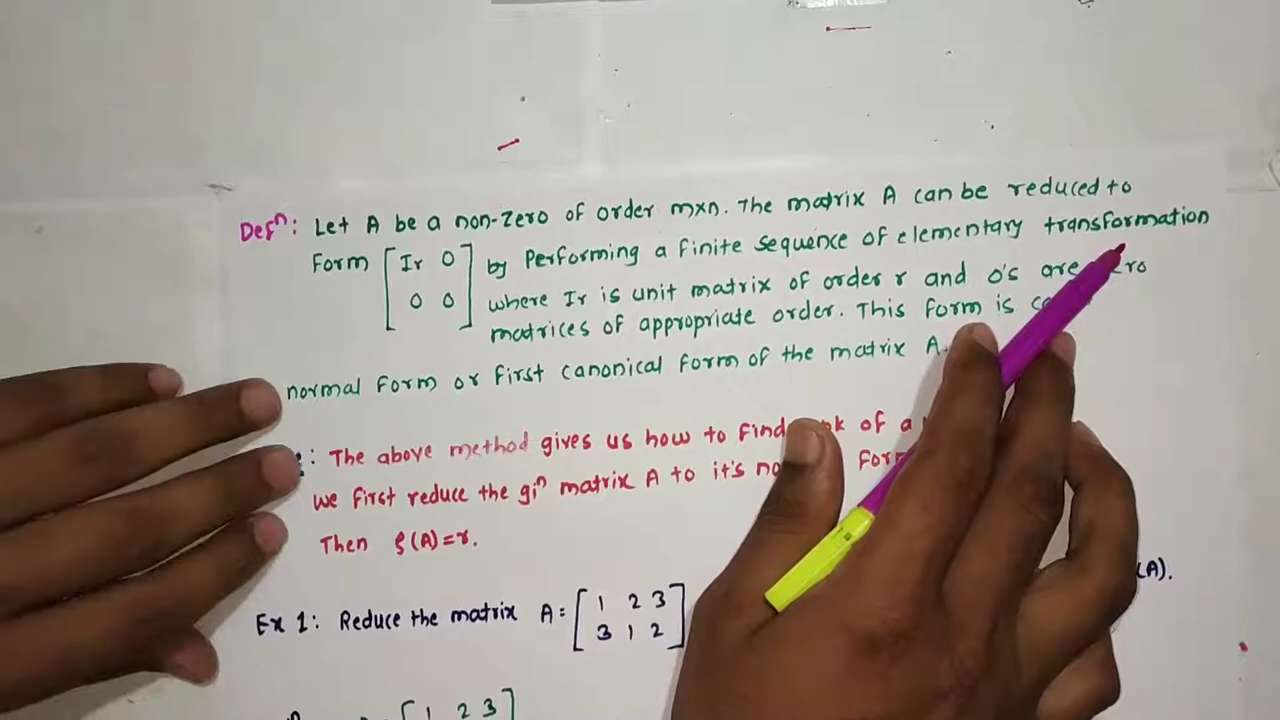 Defⁿ: Let A be a non-zero of order m×n. The matrix A can be reduced to
Form [Ir 0 by Performing a finite sequence of elementary transformation
0 0] where Ir is unit matrix of order r and 0's are
matrices of appropriate order. This form is
normal form or first canonical form of the matrix A.
: The above method gives us how to find of a
we first reduce the giⁿ matrix A to it's
Then ρ(A)=r.
Ex 1: Reduce the matrix A= [1 2 3
3 1 2] (A).
[1 2 3]